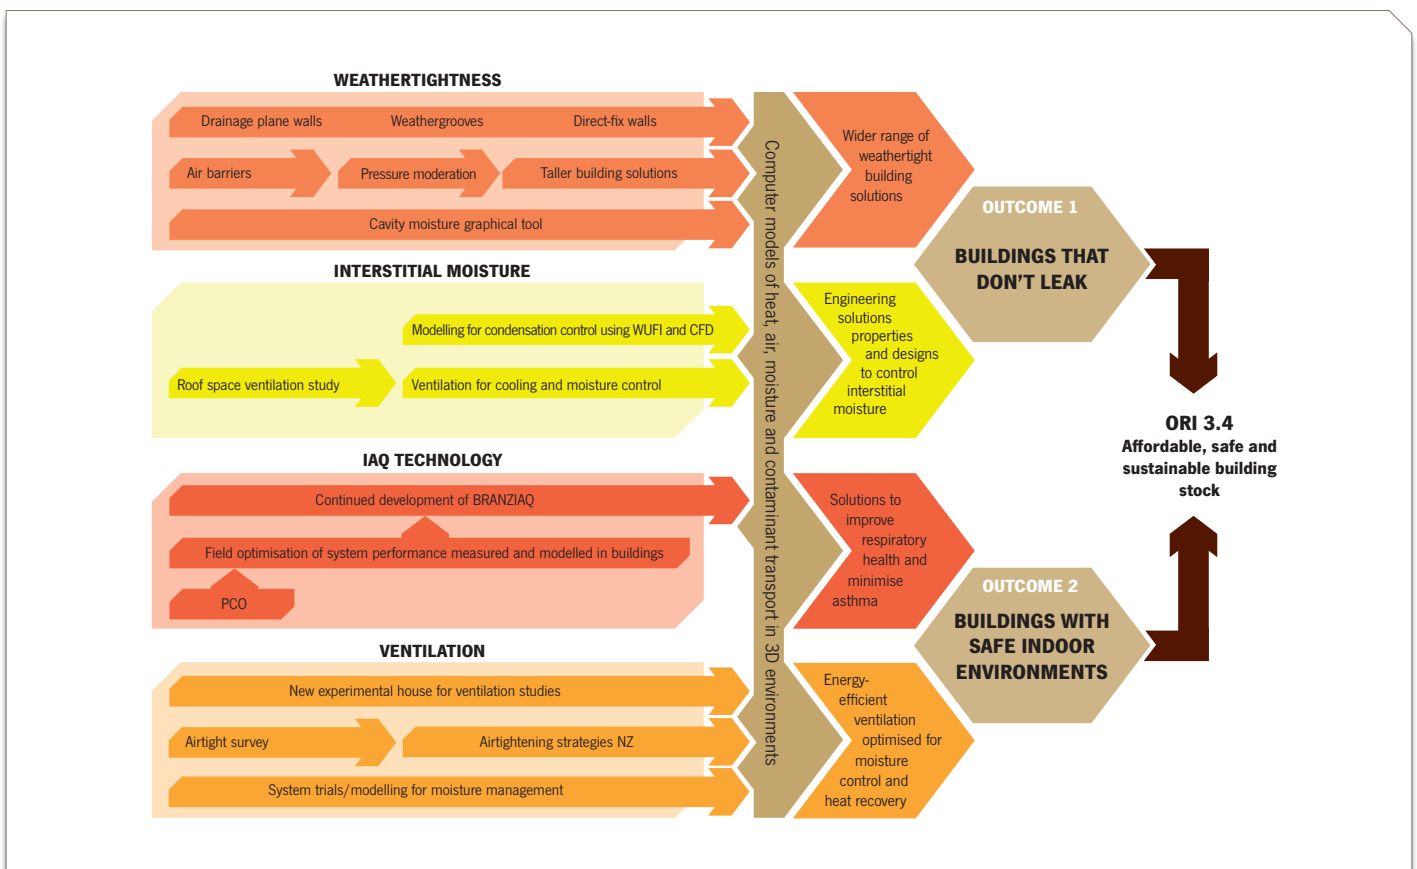 WEATHERTIGHTNESS
Drainage plane walls
Weathergrooves
Direct-fix walls
Air barriers
Pressure moderation
Taller building solutions
Cavity moisture graphical tool
INTERSTITIAL MOISTURE
Modelling for condensation control using WUFI and CFD
Roof space ventilation study
Ventilation for cooling and moisture control
IAQ TECHNOLOGY
Continued development of BRANZIAQ
Field optimisation of system performance measured and modelled in buildings
PCO
VENTILATION
New experimental house for ventilation studies
Airtight survey
Airtightening strategies NZ
System trials/modelling for moisture management
Computer models of heat, air, moisture and contaminant transport in 3D environments
Wider range of
weathertight
building
solutions
Engineering
solutions
properties
and designs
to control
interstitial
moisture
Solutions to
improve
respiratory
health and
minimise
asthma
Energy-
efficient
ventilation
optimised for
moisture
control and
heat recovery
OUTCOME 1
BUILDINGS THAT
DON'T LEAK
OUTCOME 2
BUILDINGS WITH
SAFE INDOOR
ENVIRONMENTS
ORI 3.4
Affordable, safe and
sustainable building
stock